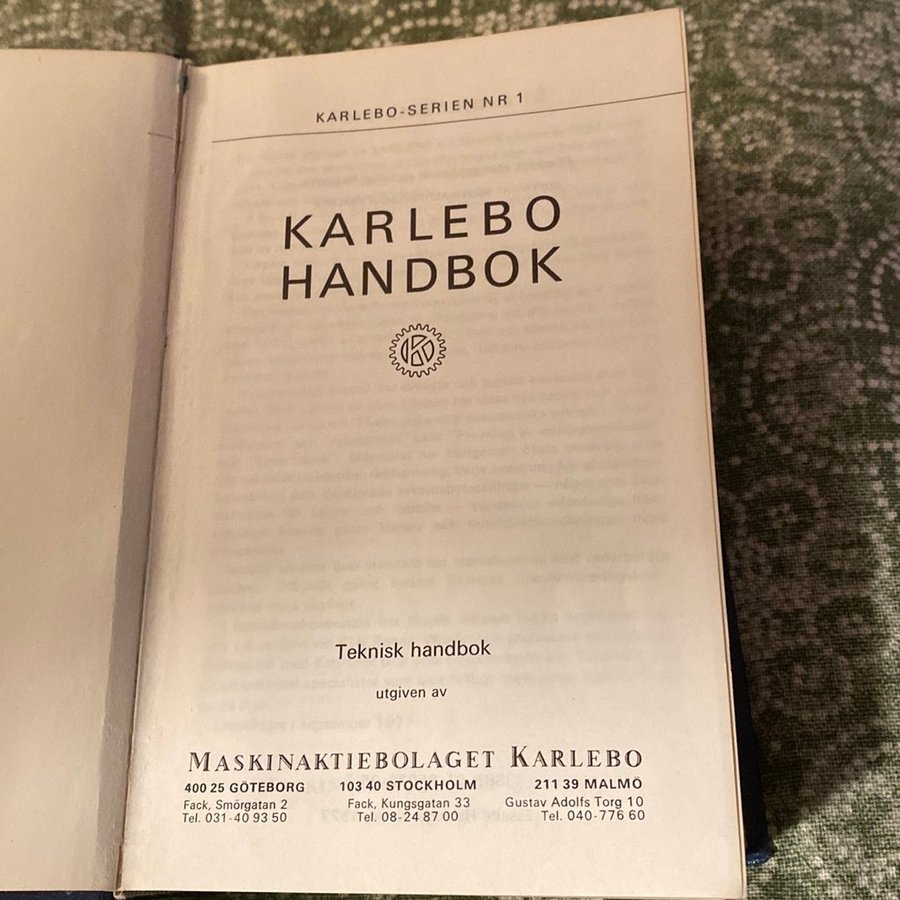 KARLEBO-SERIEN NR 1
KARLEBO
HANDBOK
Teknisk handbok
utgiven av
MASKINAKTIEBOLAGET KARLEBO
400 25 GÖTEBORG 103 40 STOCKHOLM 211 39 MALMÖ
Fack, Smörgatan 2 Fack, Kungsgatan 33 Gustav Adolfs Torg 10
Tel. 031-40 93 50 Tel. 08-24 87 00 Tel. 040-776 60